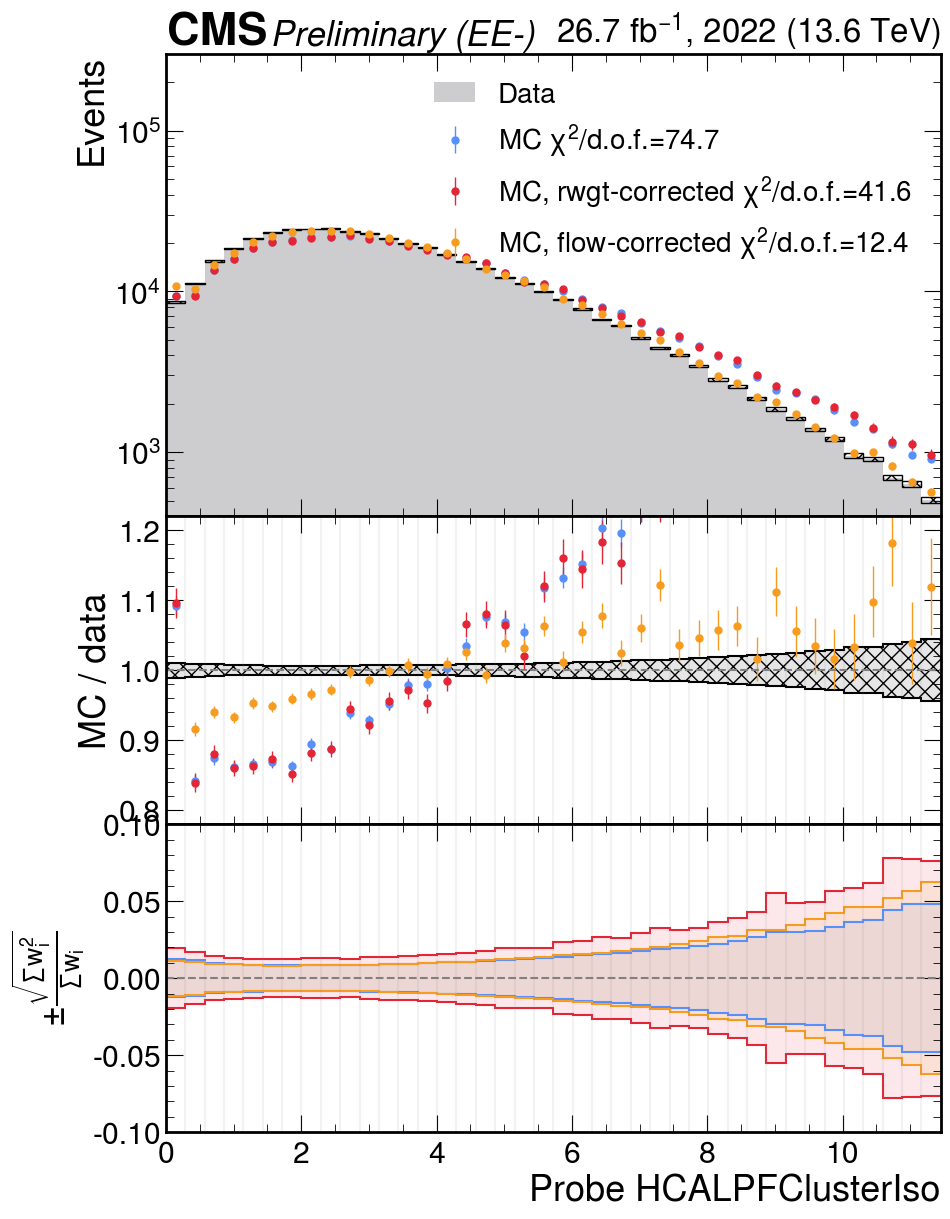 CMS Preliminary (EE-) 26.7 fb⁻¹, 2022 (13.6 TeV)
Events
Data
MC χ²/d.o.f.=74.7
MC, rwgt-corrected χ²/d.o.f.=41.6
MC, flow-corrected χ²/d.o.f.=12.4
10⁵
10⁴
10³
MC / data
1.2
1.1
1.0
0.9
0.8
±√Σwᵢ²/Σwᵢ
0.10
0.05
0.00
-0.05
-0.10
0 2 4 6 8 10
Probe HCALPFClusterIso